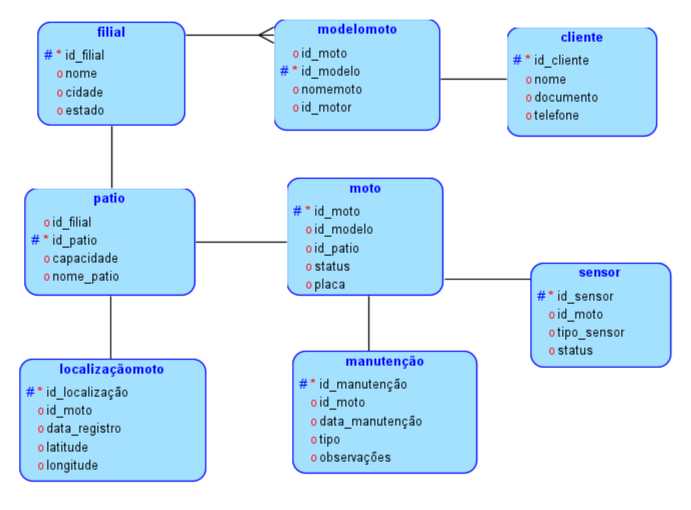 filial
# * id_filial
o nome
o cidade
o estado
modelomoto
o id_moto
# * id_modelo
o nomemoto
o id_motor
cliente
# * id_cliente
o nome
o documento
o telefone
patio
o id_filial
# * id_patio
o capacidade
o nome_patio
moto
# * id_moto
o id_modelo
o id_patio
o status
o placa
sensor
# * id_sensor
o id_moto
o tipo_sensor
o status
localizaçãomoto
# * id_localização
o id_moto
o data_registro
o latitude
o longitude
manutenção
# * id_manutenção
o id_moto
o data_manutenção
o tipo
o observações